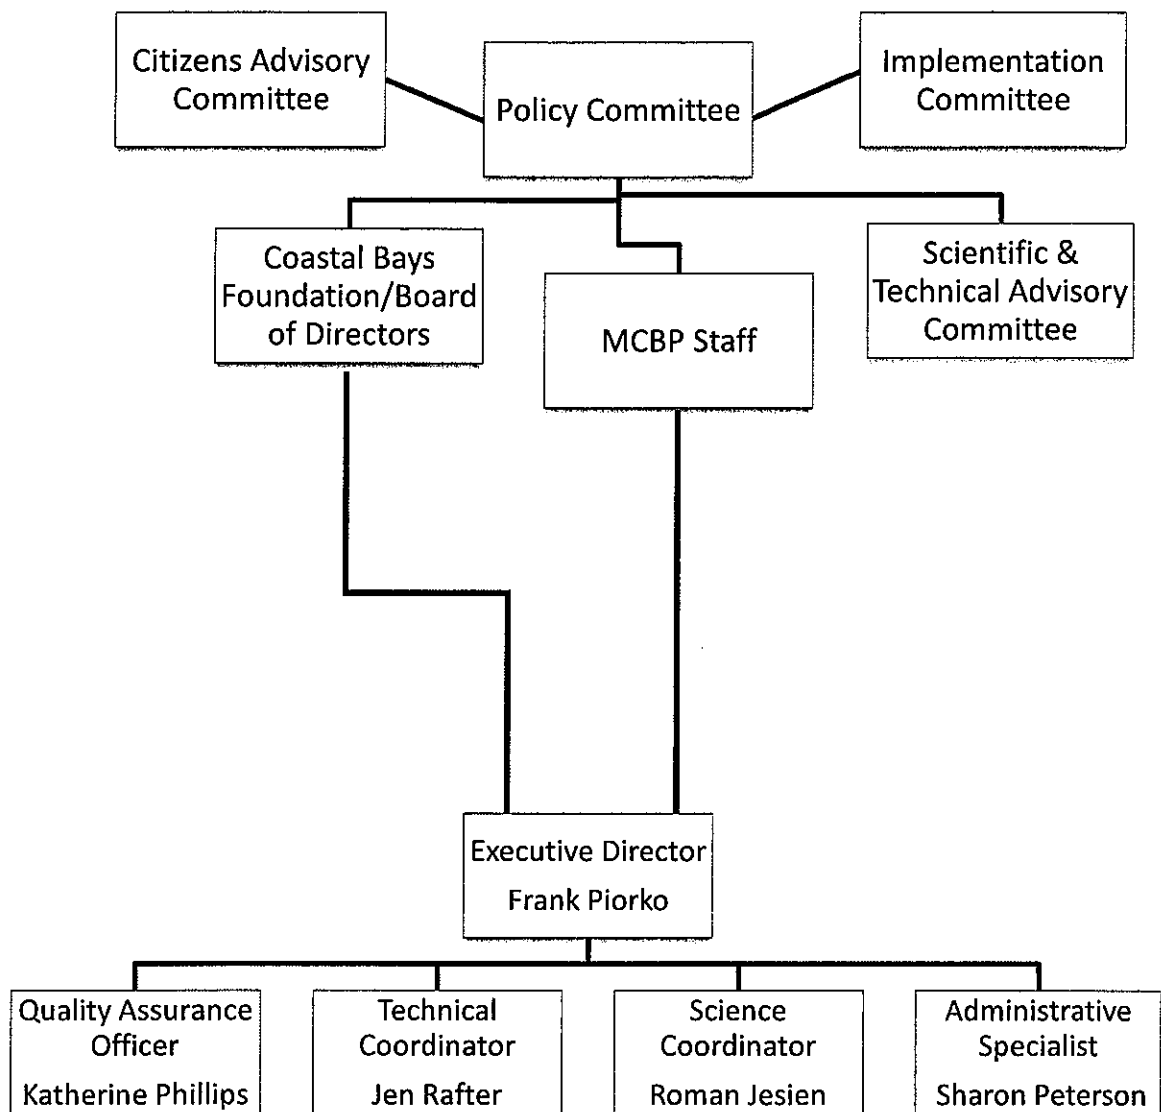 Citizens Advisory
Committee
Policy Committee
Implementation
Committee
Coastal Bays
Foundation/Board
of Directors
MCBP Staff
Scientific &
Technical Advisory
Committee
Executive Director
Frank Piorko
Quality Assurance
Officer
Katherine Phillips
Technical
Coordinator
Jen Rafter
Science
Coordinator
Roman Jesien
Administrative
Specialist
Sharon Peterson